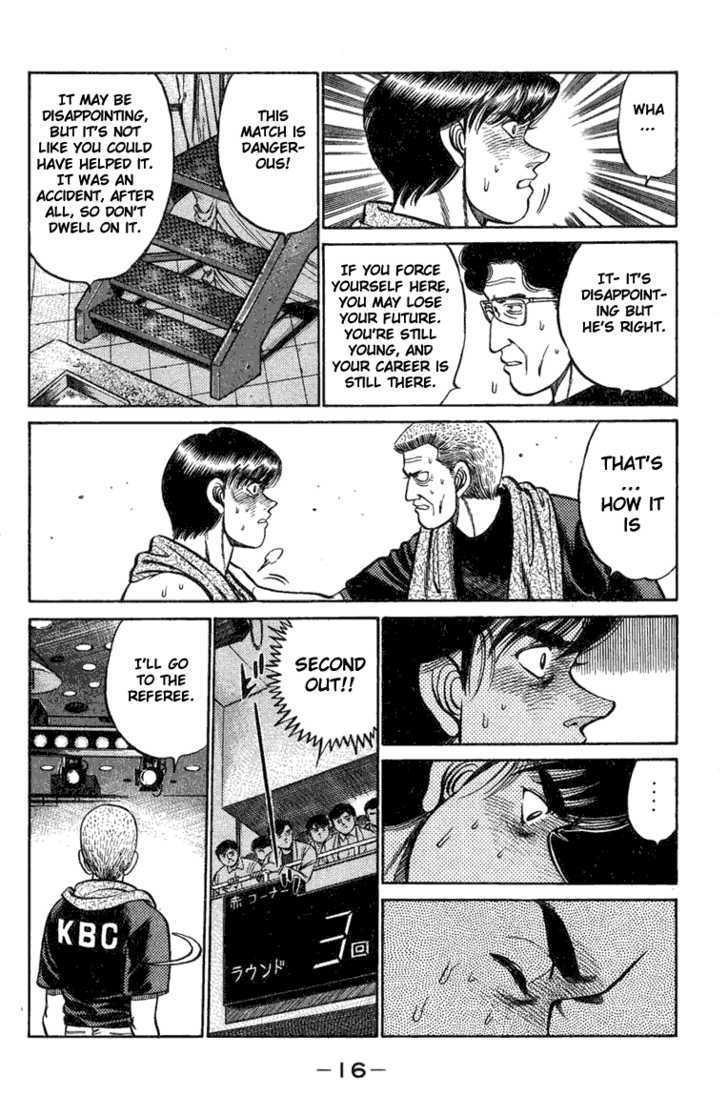 WHA
...
THIS
MATCH IS
DANGER-
OUS!
IT MAY BE
DISAPPOINTING,
BUT IT'S NOT
LIKE YOU COULD
HAVE HELPED IT.
IT WAS AN
ACCIDENT, AFTER
ALL, SO DON'T
DWELL ON IT.
IT- IT'S
DISAPPOINT-
ING BUT
HE'S RIGHT.
IF YOU FORCE
YOURSELF HERE,
YOU MAY LOSE
YOUR FUTURE.
YOU'RE STILL
YOUNG, AND
YOUR CAREER IS
STILL THERE.
THAT'S
...
HOW IT
IS
....
SECOND
OUT!!
赤コーナー
3回
ラウンド
I'LL GO
TO THE
REFEREE.
KBC
-16-